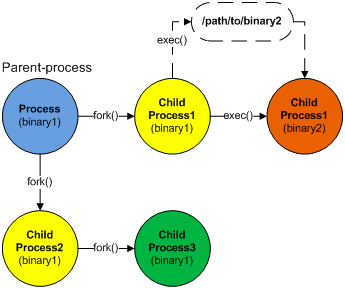 /path/to/binary2
exec()
Parent-process
Process
(binary1)
fork()
Child
Process1
(binary1)
exec()
Child
Process1
(binary2)
fork()
Child
Process2
(binary1)
fork()
Child
Process3
(binary1)